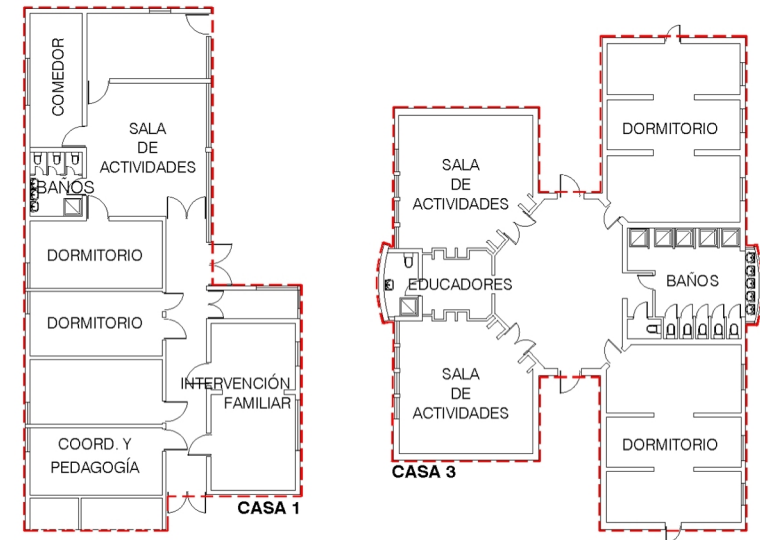 COMEDOR
SALA
DE
ACTIVIDADES
BAÑOS
DORMITORIO
DORMITORIO
INTERVENCIÓN
FAMILIAR
COORD. Y
PEDAGOGÍA
CASA 1
SALA
DE
ACTIVIDADES
EDUCADORES
SALA
DE
ACTIVIDADES
CASA 3
DORMITORIO
BAÑOS
DORMITORIO